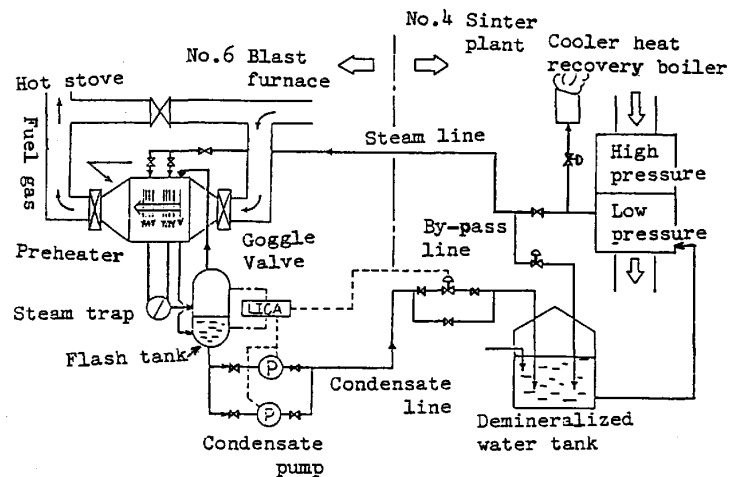 No.4 Sinter
plant
No.6 Blast
furnace
Cooler heat
recovery boiler
Hot stove
Fuel gas
Steam line
High
pressure
Low
pressure
By-pass
line
Preheater
Goggle
Valve
Steam trap
LICA
Flash tank
P
P
Condensate
line
Condensate
pump
Demineralized
water tank